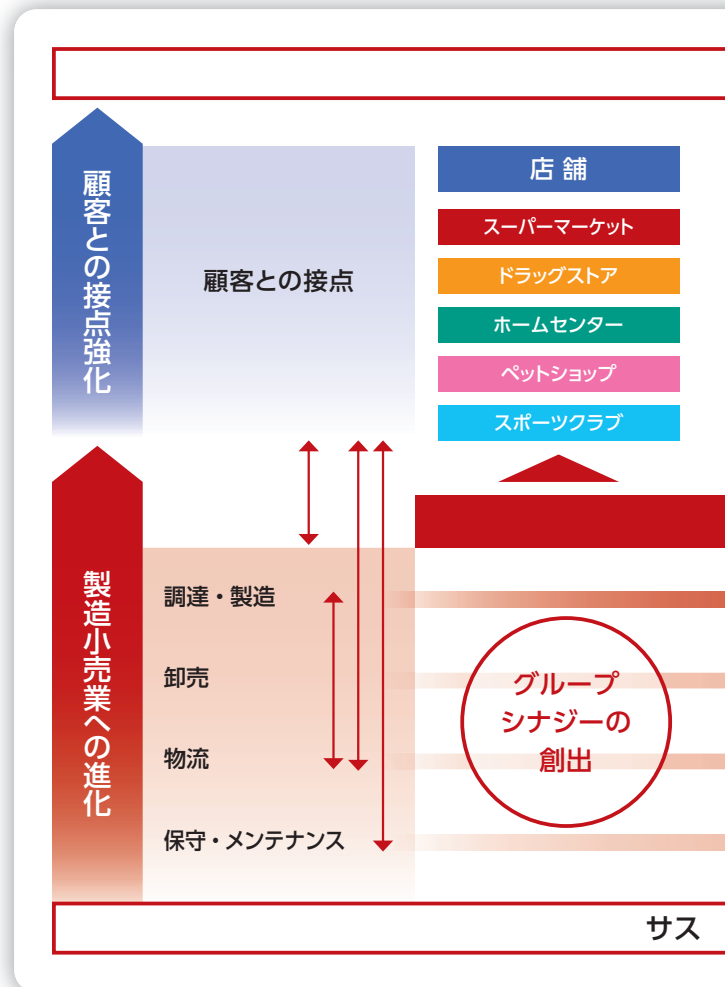 顧客との接点強化
顧客との接点
店舗
スーパーマーケット
ドラッグストア
ホームセンター
ペットショップ
スポーツクラブ
製造小売業への進化
調達・製造
卸売
物流
保守・メンテナンス
グループ
シナジーの
創出
サス